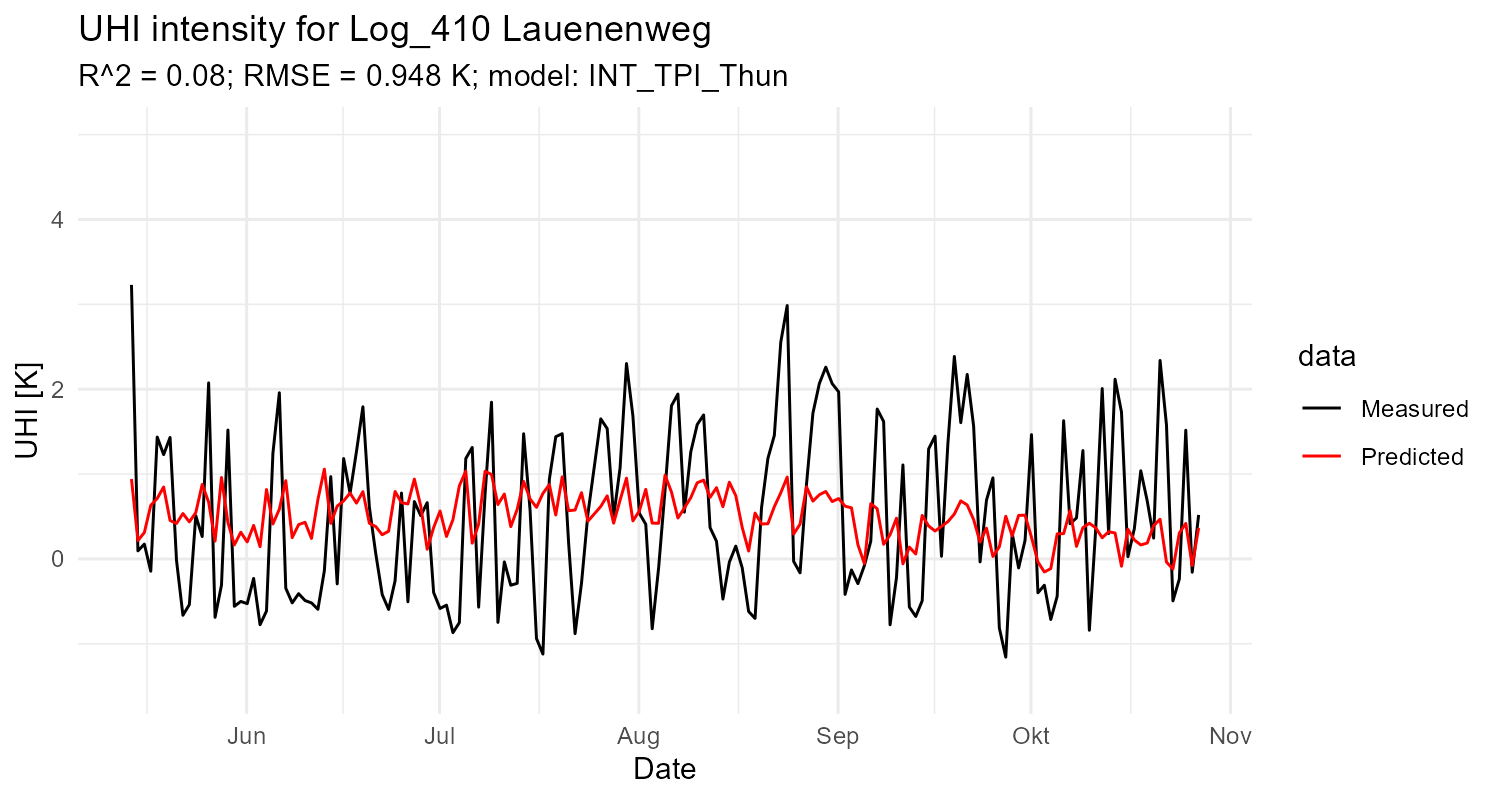 UHI intensity for Log_410 Lauenenweg
R^2 = 0.08; RMSE = 0.948 K; model: INT_TPI_Thun
UHI [K]
4
2
0
Jun Jul Aug Sep Okt Nov
Date
data
Measured
Predicted